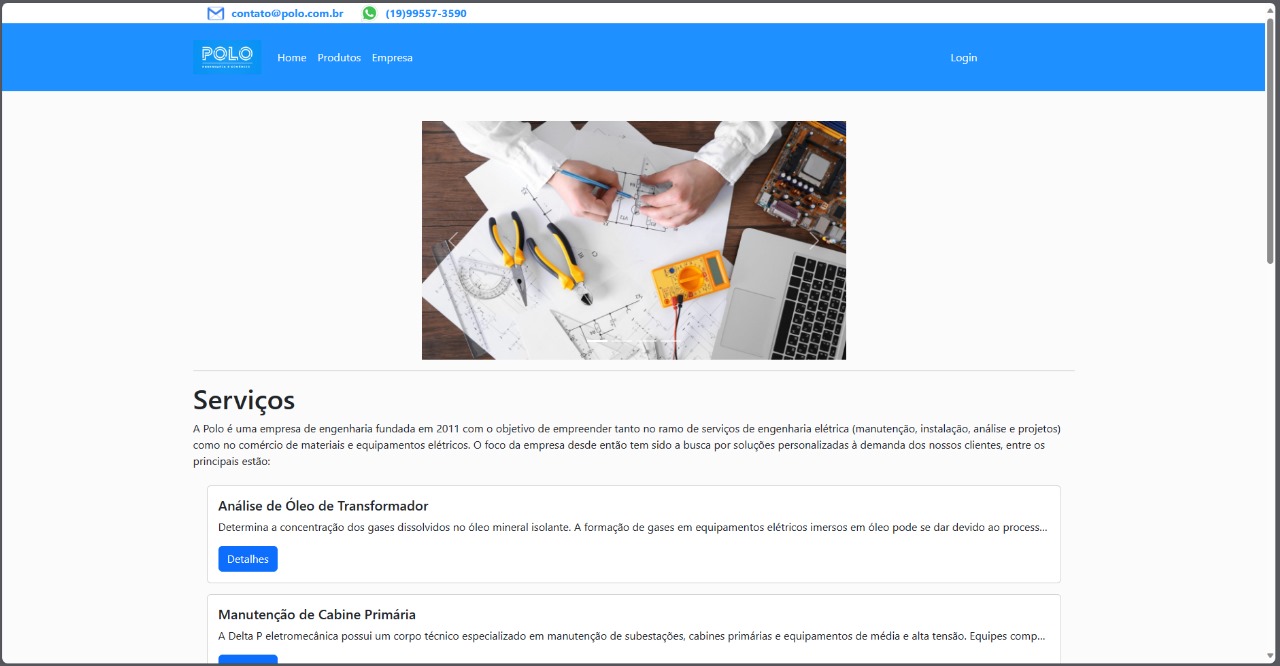 contato@polo.com.br (19)99557-3590
POLO Home Produtos Empresa Login
Serviços
A Polo é uma empresa de engenharia fundada em 2011 com o objetivo de empreender tanto no ramo de serviços de engenharia elétrica (manutenção, instalação, análise e projetos)
como no comércio de materiais e equipamentos elétricos. O foco da empresa desde então tem sido a busca por soluções personalizadas à demanda dos nossos clientes, entre os
principais estão:
Análise de Óleo de Transformador
Determina a concentração dos gases dissolvidos no óleo mineral isolante. A formação de gases em equipamentos elétricos imersos em óleo pode se dar devido ao process...
Detalhes
Manutenção de Cabine Primária
A Delta P eletromecânica possui um corpo técnico especializado em manutenção de subestações, cabines primárias e equipamentos de média e alta tensão. Equipes comp...